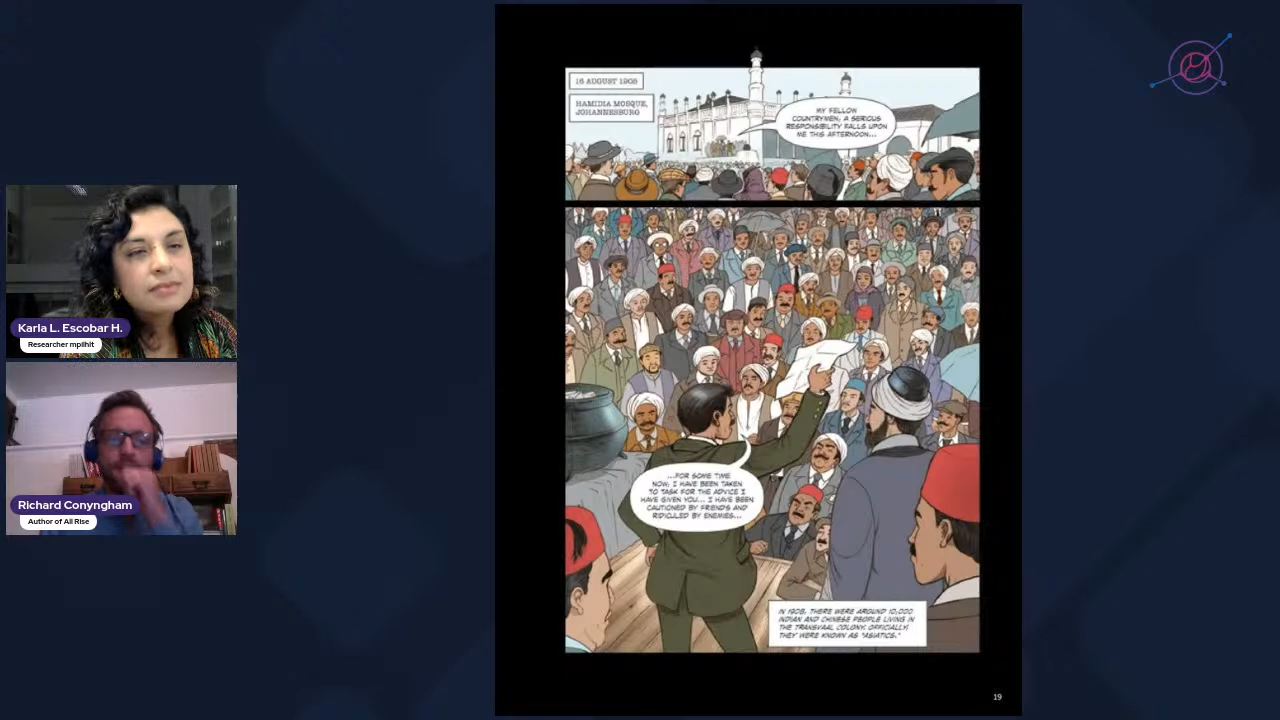 16 AUGUST 1908
HAMIDIA MOSQUE,
JOHANNESBURG
MY FELLOW
COUNTRYMEN, A SERIOUS
RESPONSIBILITY FALLS UPON
ME THIS AFTERNOON...
...FOR SOME TIME
NOW, I HAVE BEEN TAKEN
TO TASK FOR THE ADVICE I
HAVE GIVEN YOU... I HAVE BEEN
CAUTIONED BY FRIENDS AND
RIDICULED BY ENEMIES...
IN 1908, THERE WERE AROUND 10,000
INDIAN AND CHINESE PEOPLE LIVING IN
THE TRANSVAAL COLONY. OFFICIALLY,
THEY WERE KNOWN AS "ASIATICS."
19
Karla L. Escobar H.
Researcher mpilhlt
Richard Conyngham
Author of All Rise